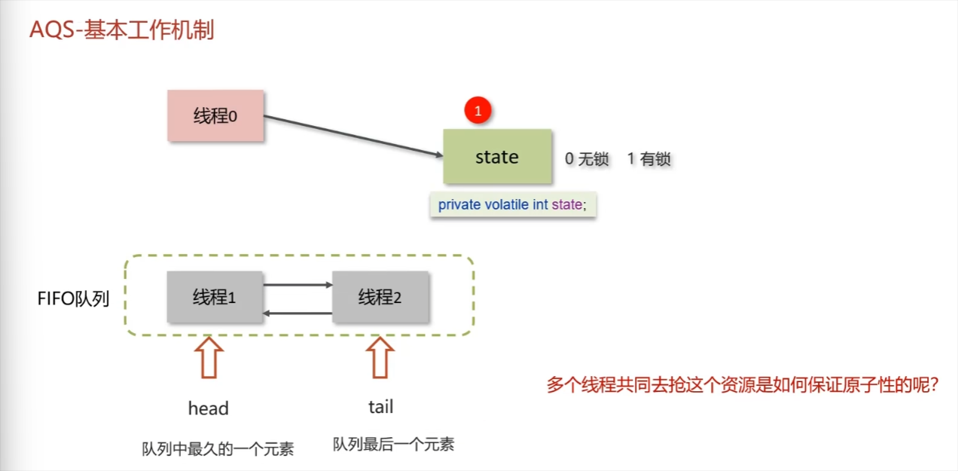 AQS-基本工作机制
线程0
1
state
0 无锁 1 有锁
private volatile int state;
FIFO队列
线程1
线程2
head
tail
队列中最久的一个元素
队列最后一个元素
多个线程共同去抢这个资源是如何保证原子性的呢？